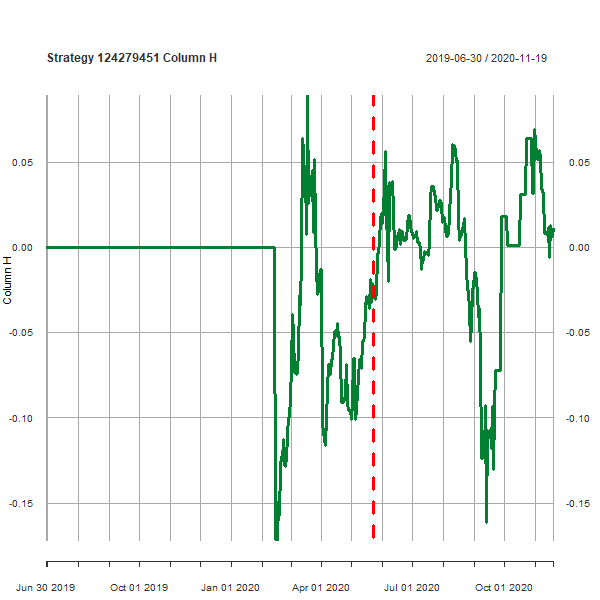 Strategy 124279451 Column H
2019-06-30 / 2020-11-19
0.05
0.05
0.00
0.00
-0.05
-0.05
-0.10
-0.10
-0.15
-0.15
Column H
Jun 30 2019
Oct 01 2019
Jan 01 2020
Apr 01 2020
Jul 01 2020
Oct 01 2020